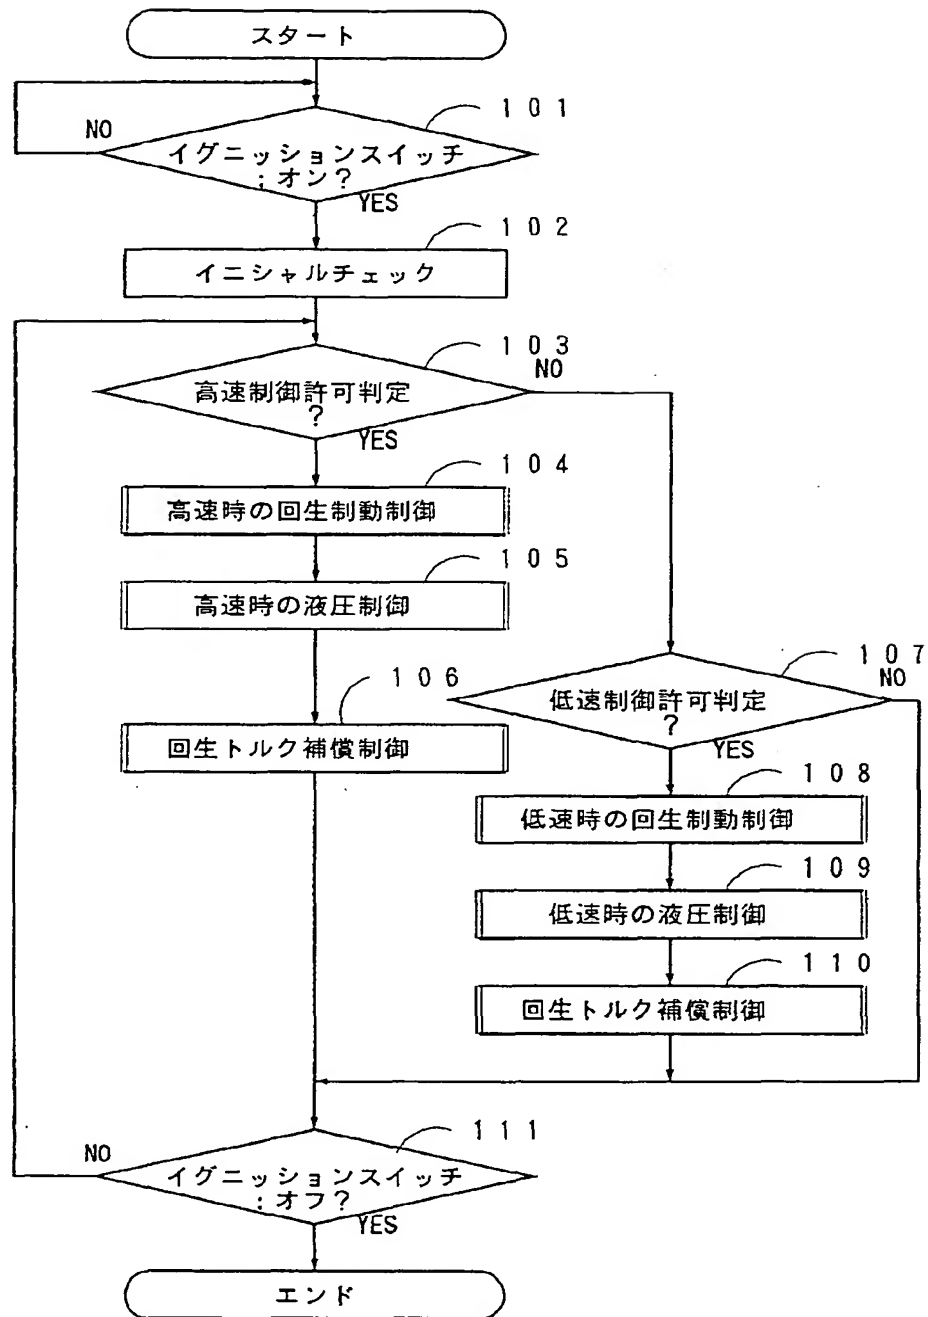 スタート
101
NO
イグニッションスイッチ
;オン?
YES
102
イニシャルチェック
103
NO
高速制御許可判定
?
YES
104
高速時の回生制動制御
105
高速時の液圧制御
106
回生トルク補償制御
107
NO
低速制御許可判定
?
YES
108
低速時の回生制動制御
109
低速時の液圧制御
110
回生トルク補償制御
111
NO
イグニッションスイッチ
;オフ?
YES
エンド